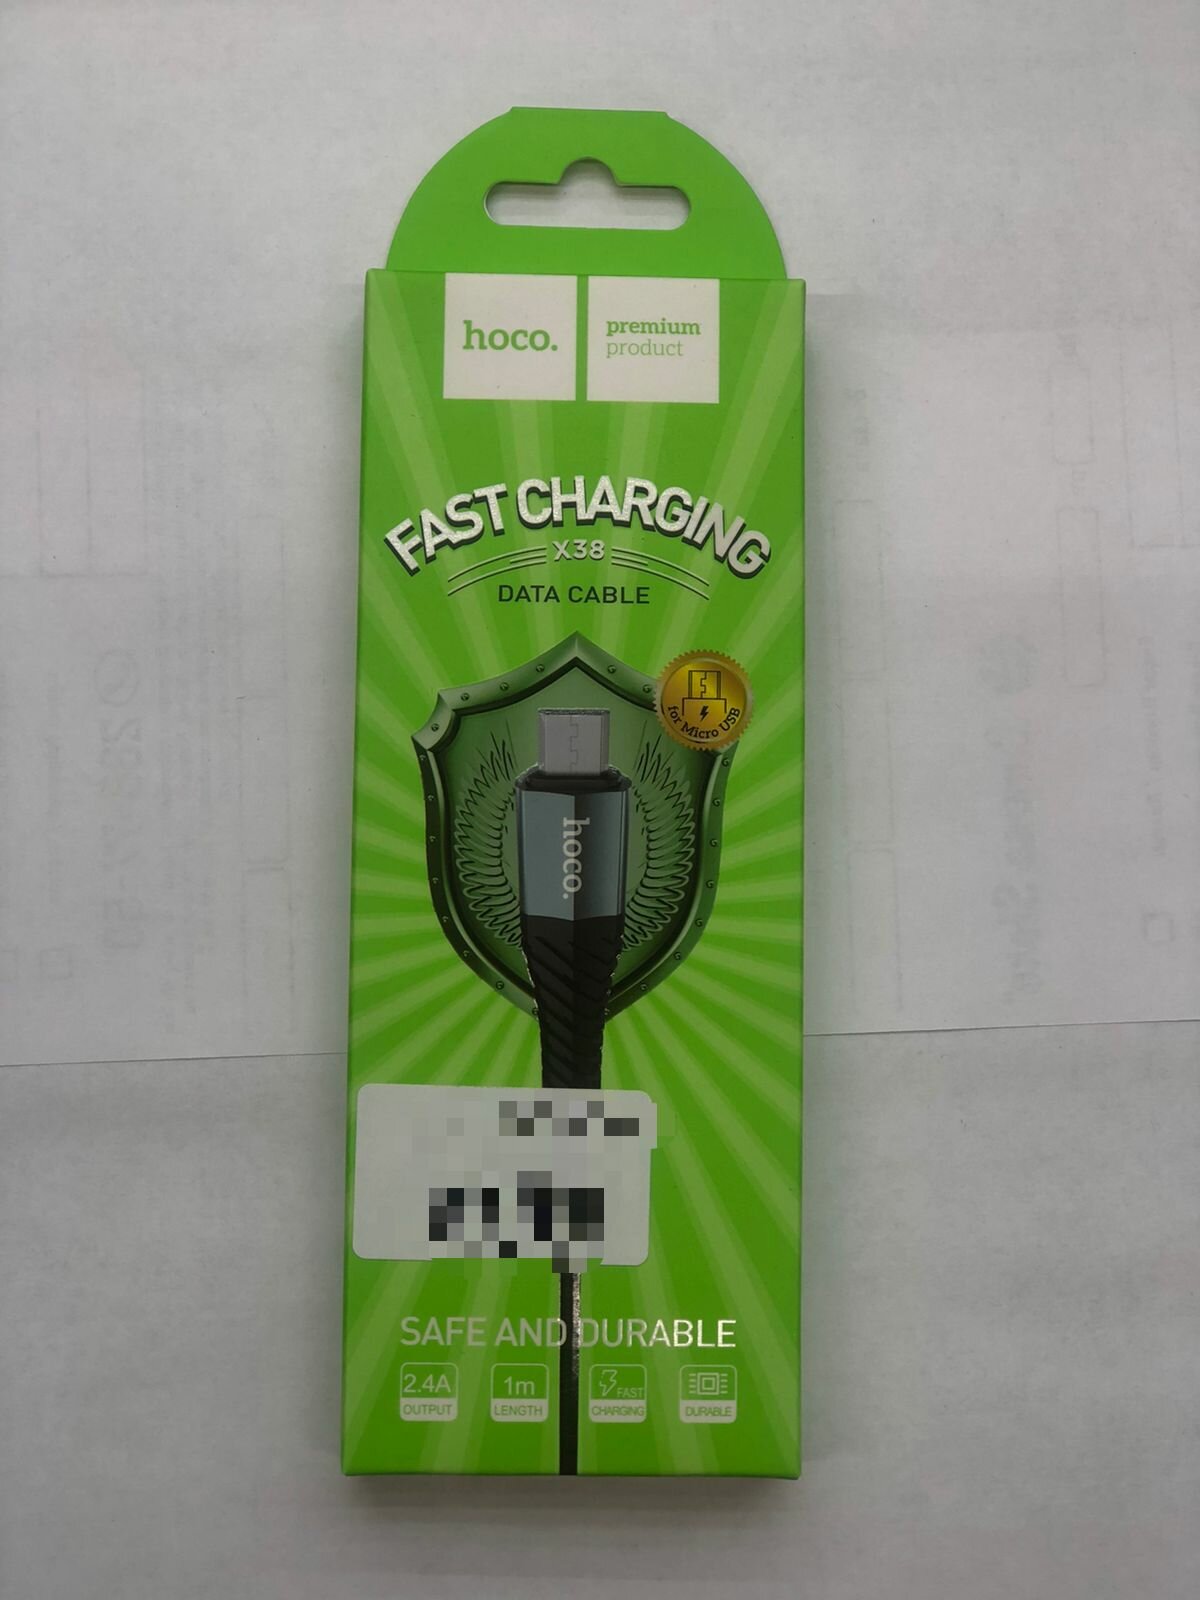 hoco.
premium
product
FAST CHARGING
X38
DATA CABLE
for Micro USB
hoco.
SAFE AND DURABLE
2.4A
OUTPUT
1m
LENGTH
FAST
CHARGING
DURABLE